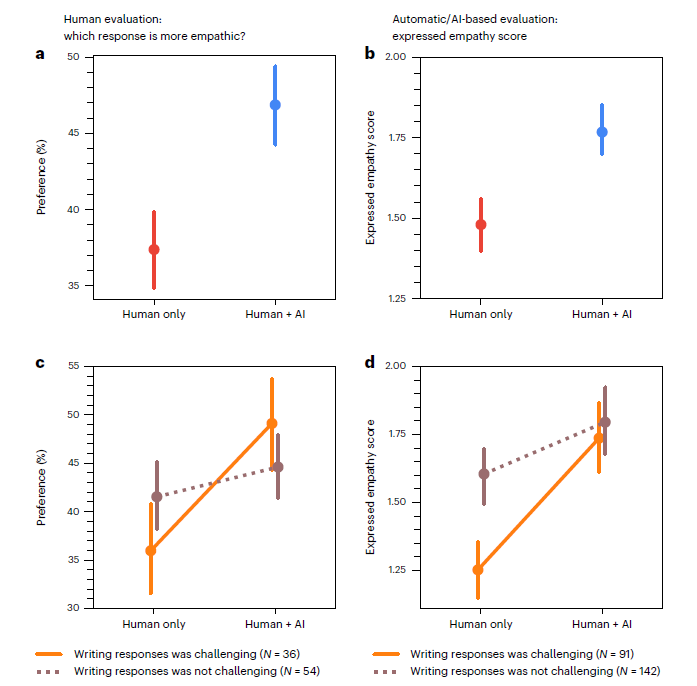 Human evaluation:
which response is more empathic?
Automatic/AI-based evaluation:
expressed empathy score
a
50
45
40
35
Preference (%)
Human only
Human + AI
b
2.00
1.75
1.50
1.25
Expressed empathy score
Human only
Human + AI
c
55
50
45
40
35
30
Preference (%)
Human only
Human + AI
d
2.00
1.75
1.50
1.25
Expressed empathy score
Human only
Human + AI
Writing responses was challenging (N = 36)
Writing responses was not challenging (N = 54)
Writing responses was challenging (N = 91)
Writing responses was not challenging (N = 142)